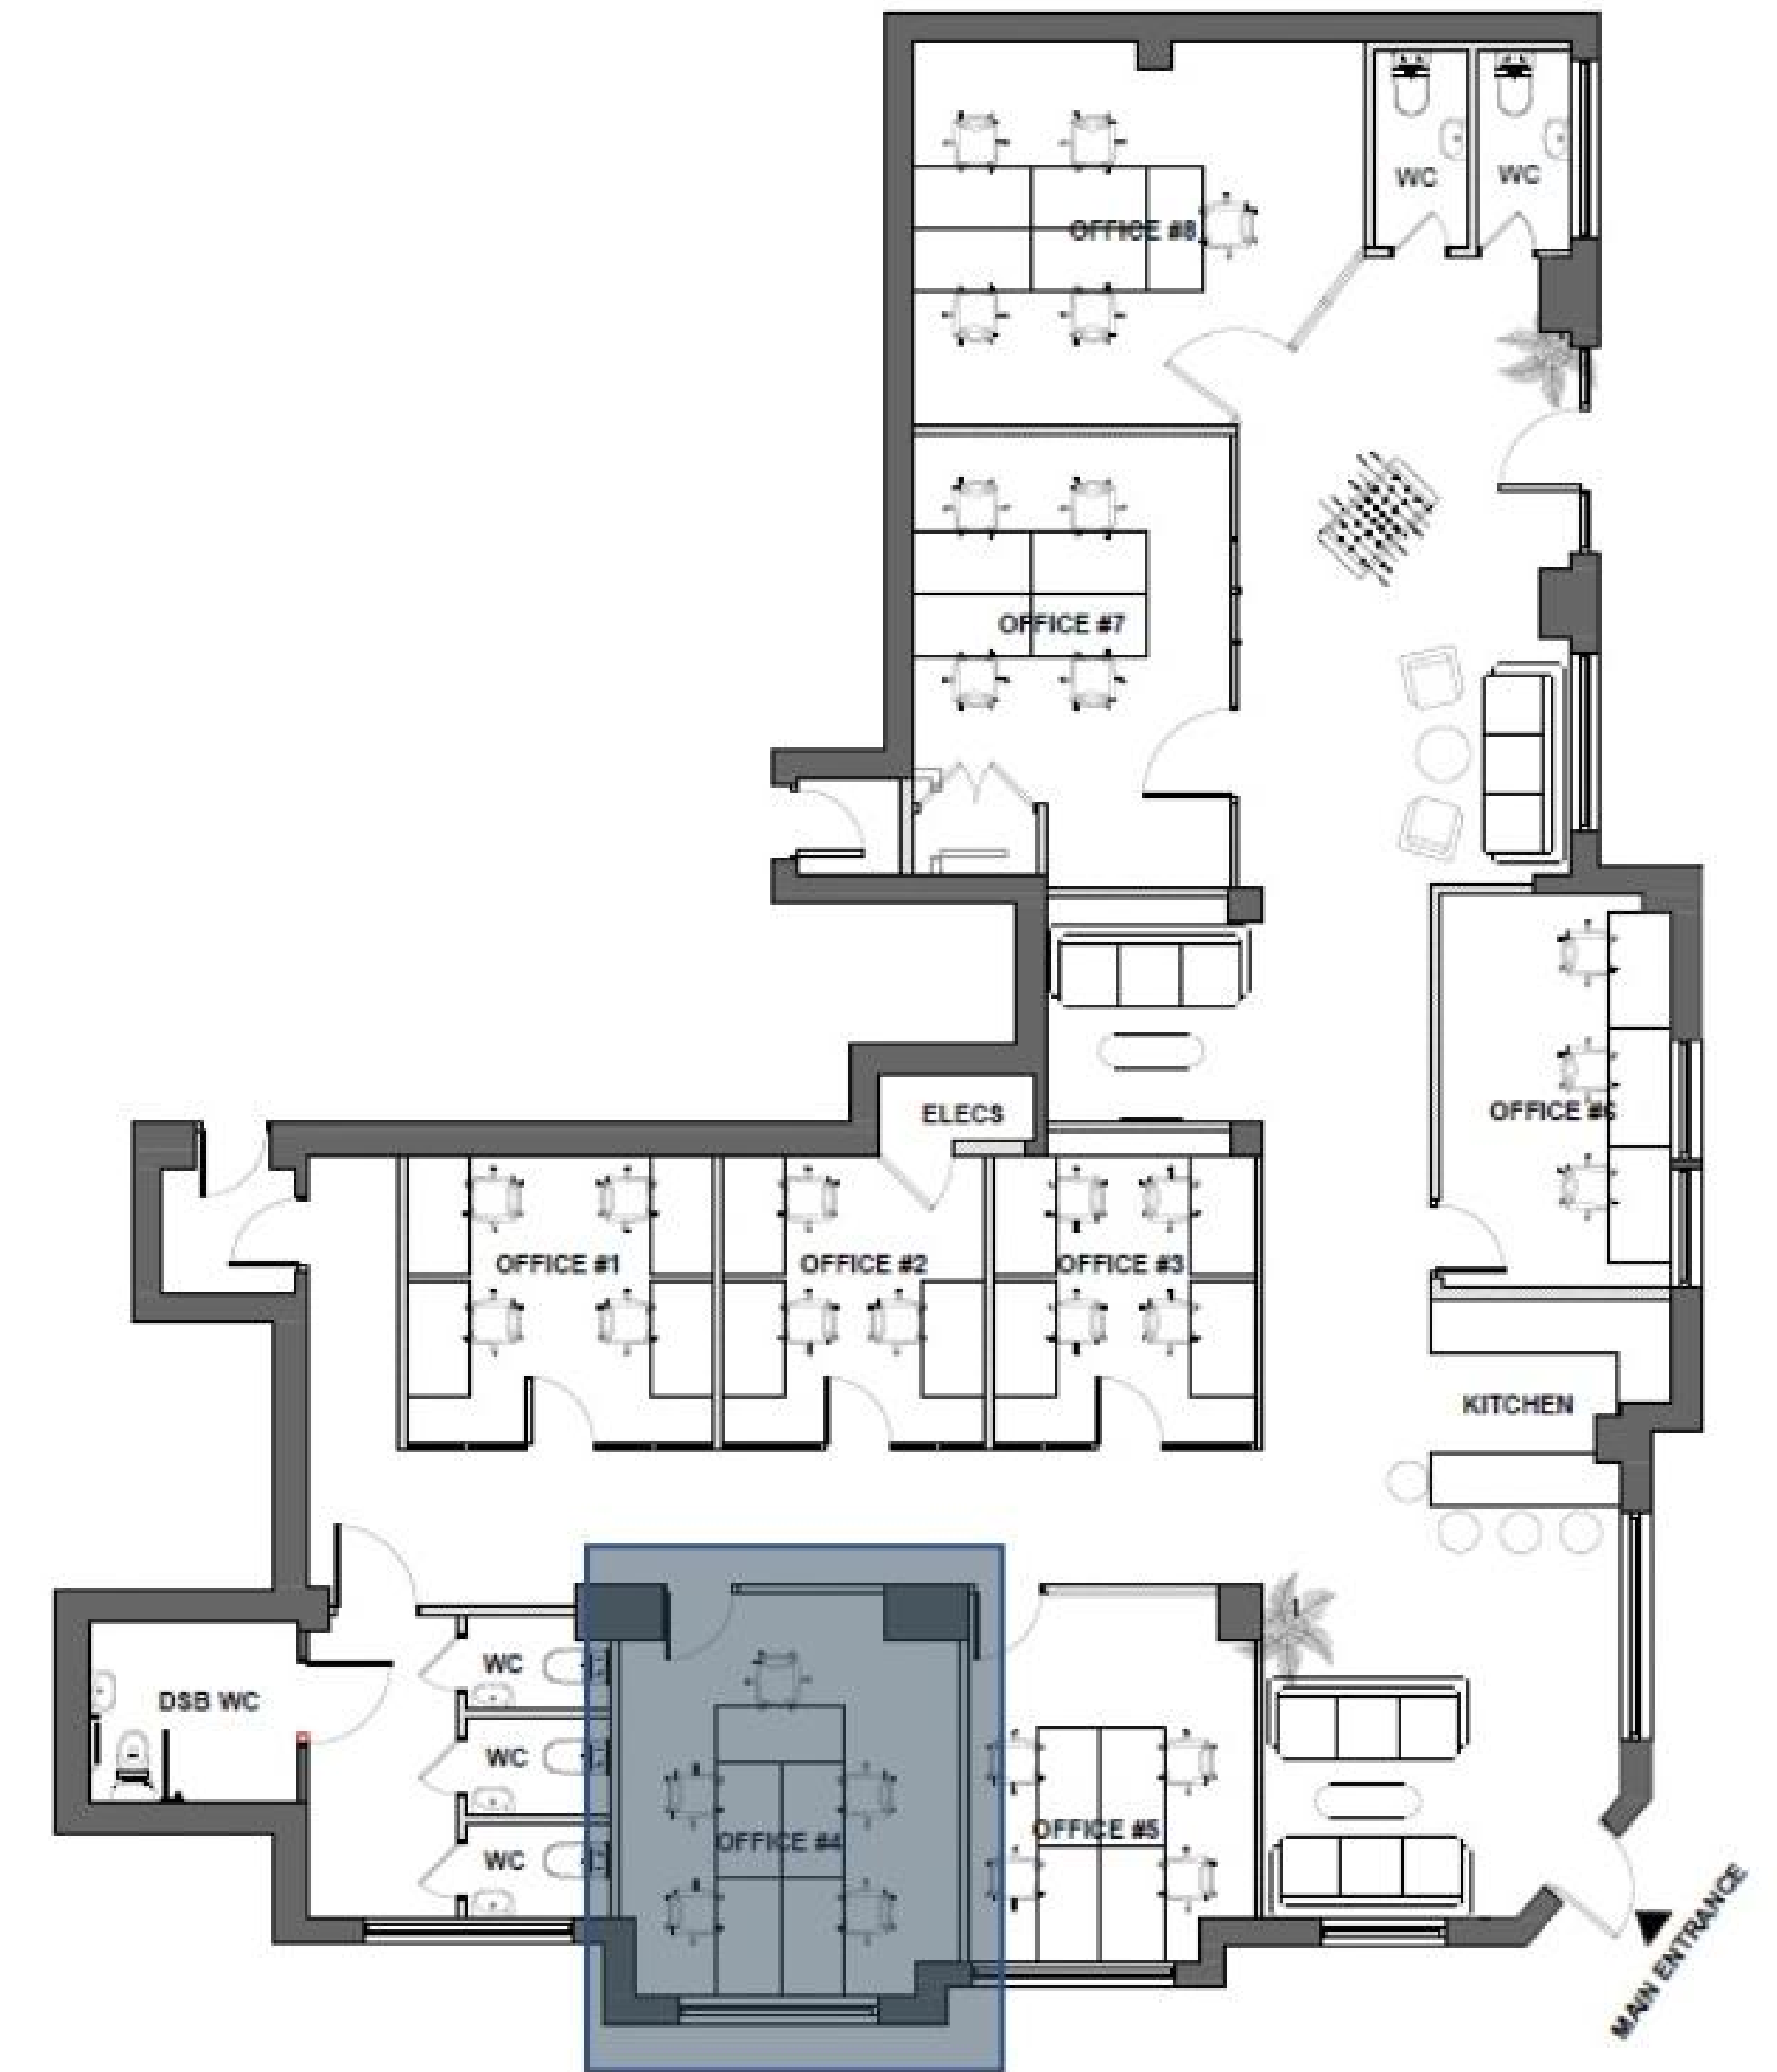 WC
WC
OFFICE #8
OFFICE #7
ELECS
OFFICE #6
OFFICE #1
OFFICE #2
OFFICE #3
KITCHEN
WC
DSB WC
WC
OFFICE #4
OFFICE #5
WC
MAIN ENTRANCE